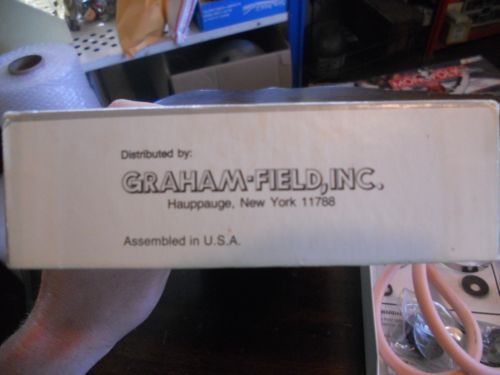 Distributed by:
GRAHAM-FIELD, INC.
Hauppauge, New York 11788
Assembled in U.S.A.